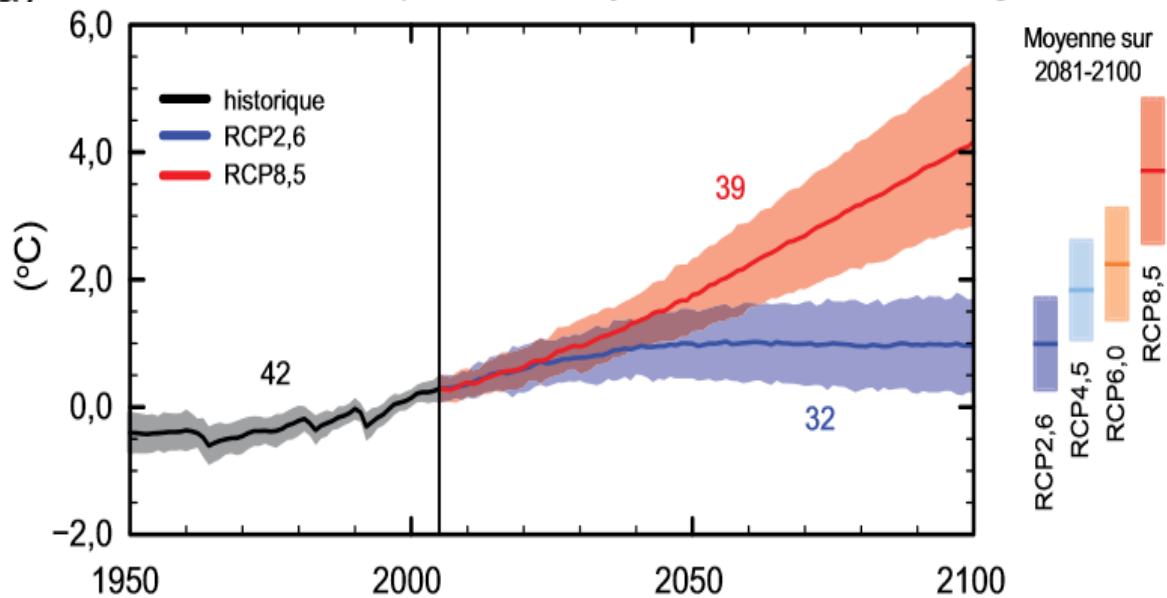 6,0
4,0
2,0
0,0
−2,0
(°C)
historique
RCP2,6
RCP8,5
42
39
32
1950
2000
2050
2100
Moyenne sur
2081-2100
RCP2,6
RCP4,5
RCP6,0
RCP8,5